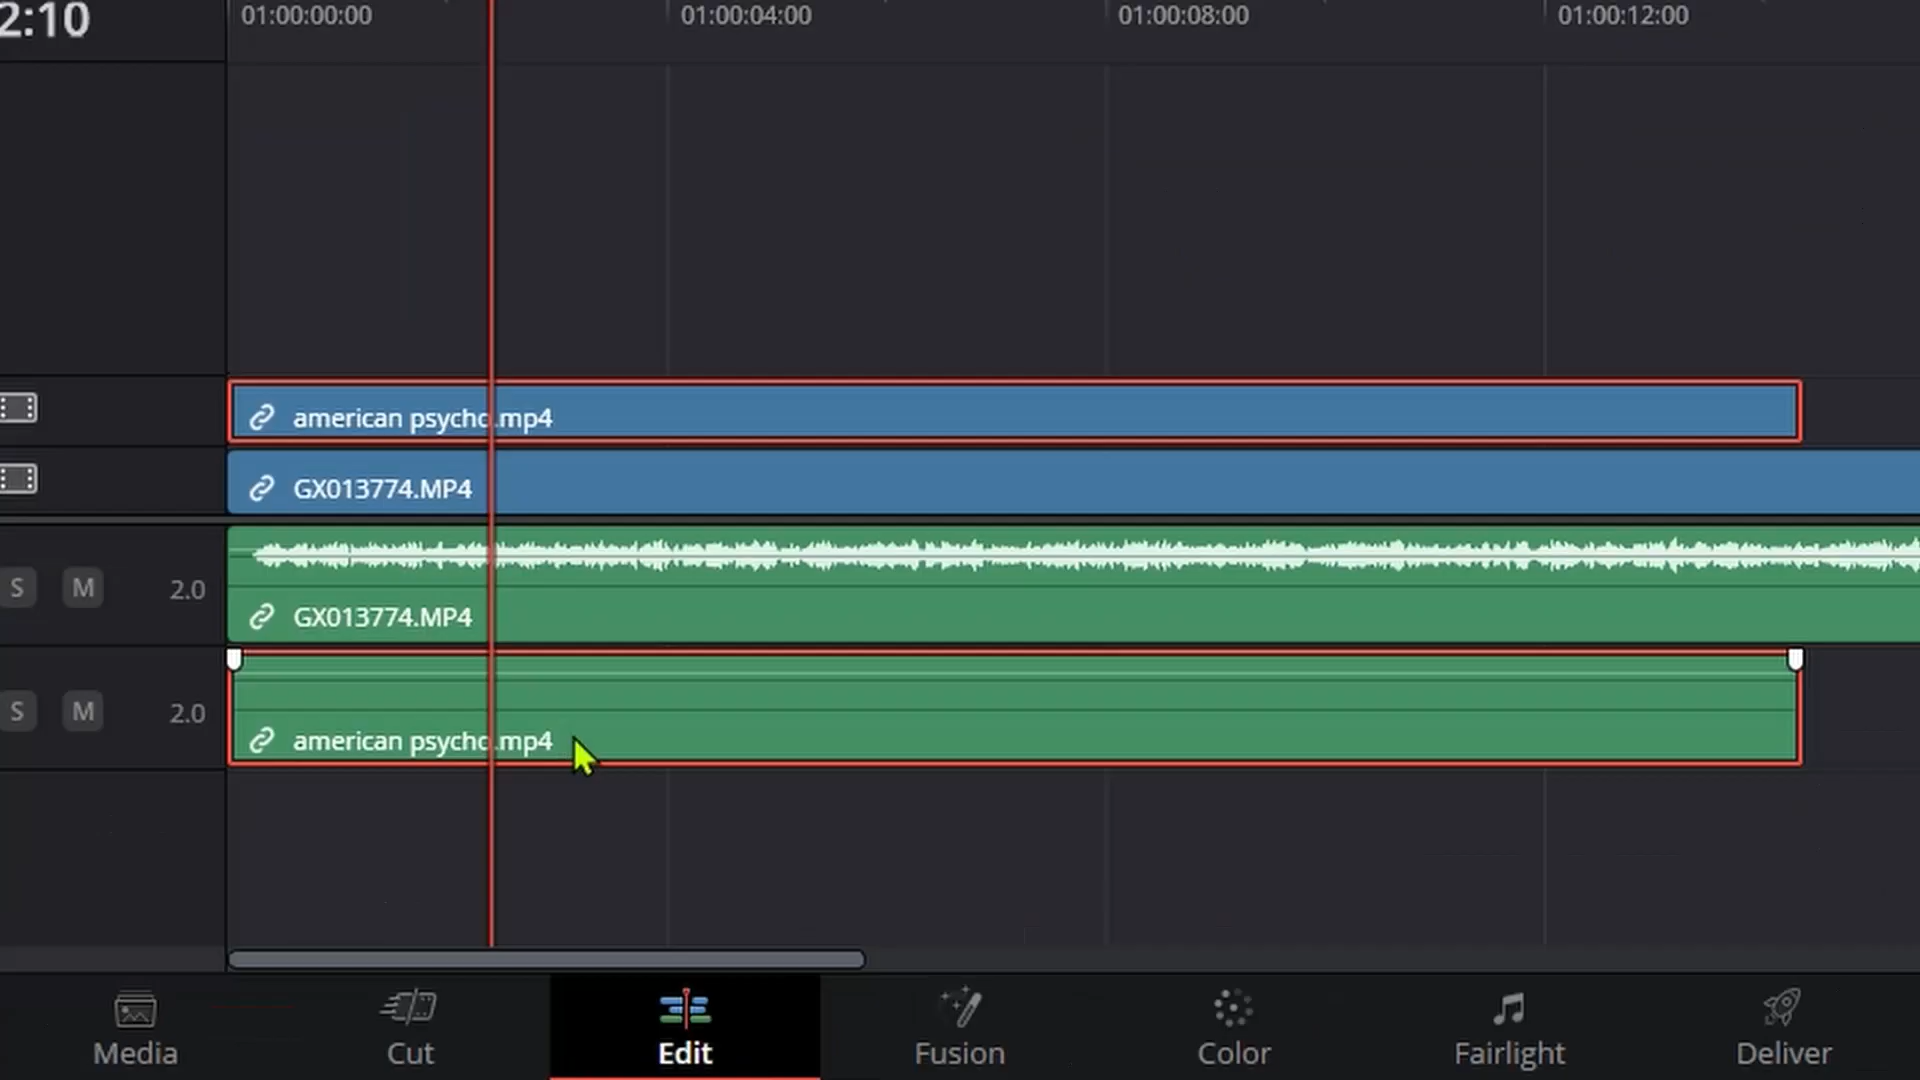 2:10
01:00:00:00
01:00:04:00
01:00:08:00
01:00:12:00
american psycho.mp4
GX013774.MP4
S M 2.0
GX013774.MP4
S M 2.0
american psycho.mp4
Media
Cut
Edit
Fusion
Color
Fairlight
Deliver